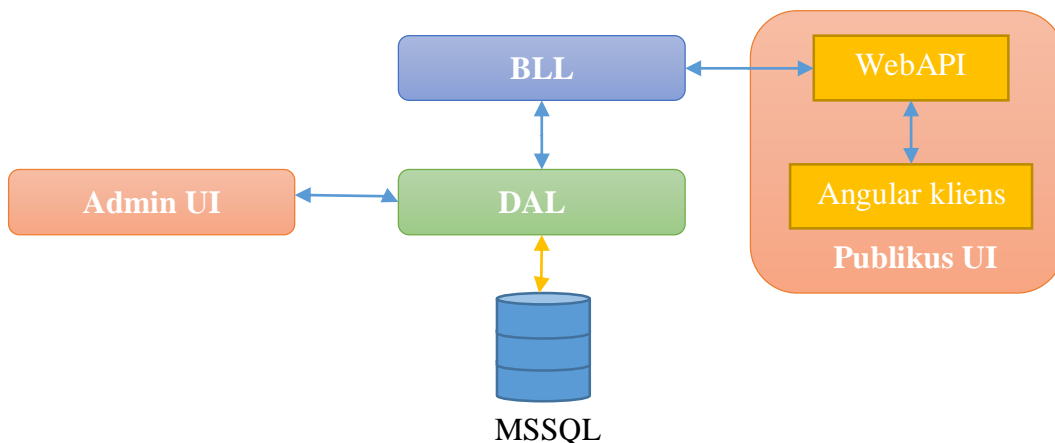 BLL
WebAPI
Admin UI
DAL
Angular kliens
Publikus UI
MSSQL